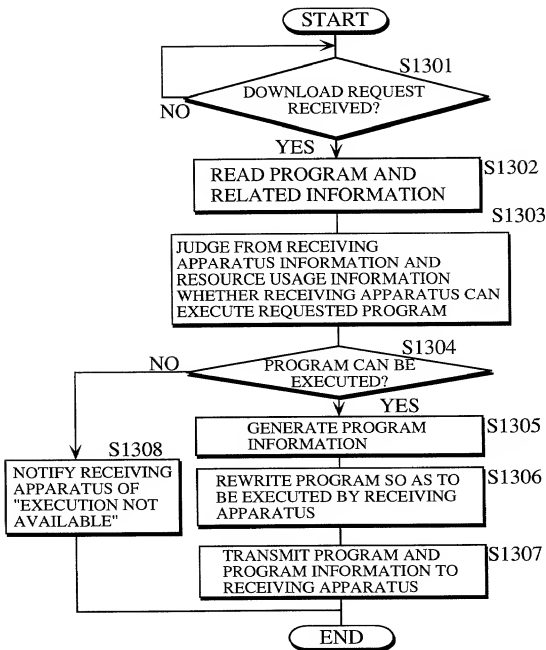 START
S1301
DOWNLOAD REQUEST
RECEIVED?
NO
YES
S1302
READ PROGRAM AND
RELATED INFORMATION
S1303
JUDGE FROM RECEIVING
APPARATUS INFORMATION AND
RESOURCE USAGE INFORMATION
WHETHER RECEIVING APPARATUS CAN
EXECUTE REQUESTED PROGRAM
S1304
PROGRAM CAN BE
EXECUTED?
NO
YES
S1305
GENERATE PROGRAM
INFORMATION
S1308
NOTIFY RECEIVING
APPARATUS OF
"EXECUTION NOT
AVAILABLE"
S1306
REWRITE PROGRAM SO AS TO
BE EXECUTED BY RECEIVING
APPARATUS
S1307
TRANSMIT PROGRAM AND
PROGRAM INFORMATION TO
RECEIVING APPARATUS
END